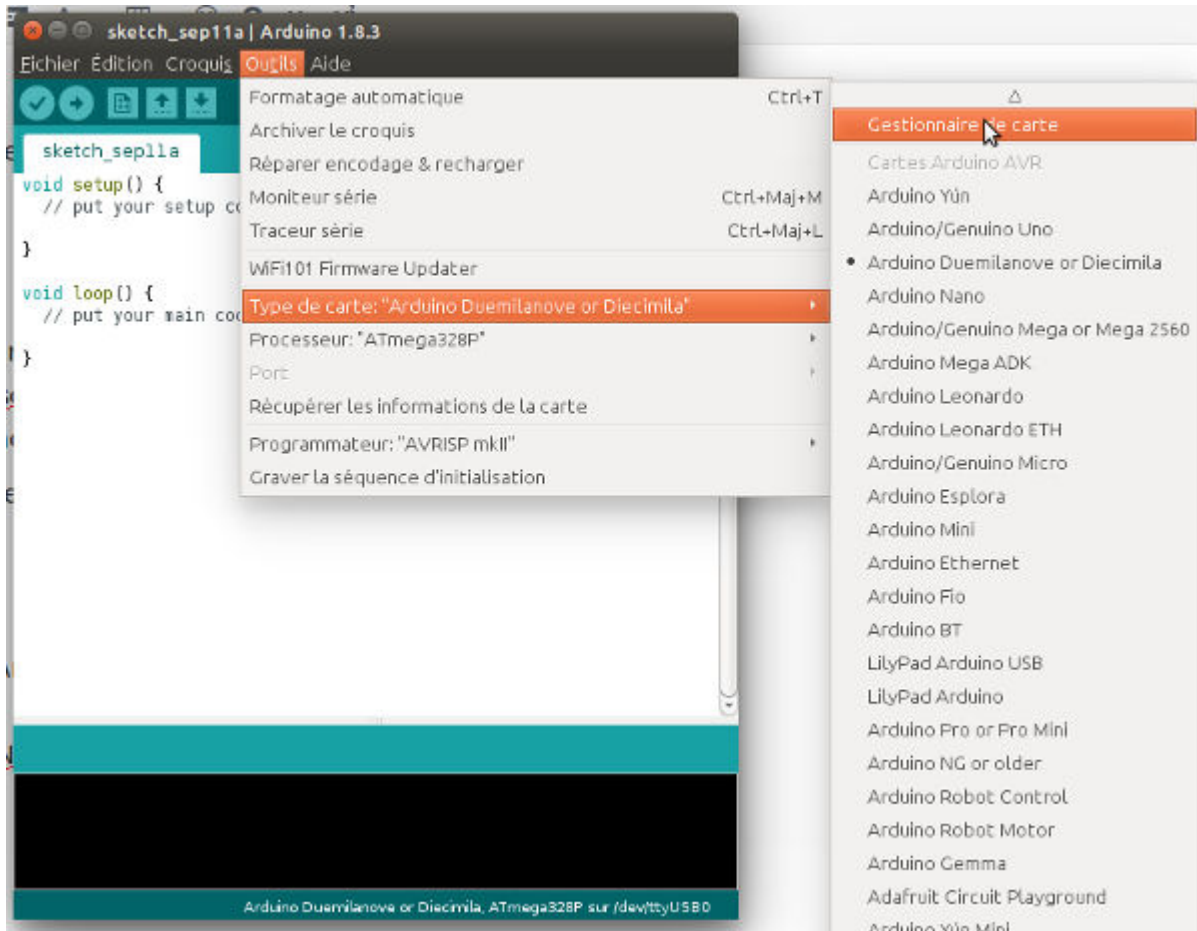 sketch_sep11a | Arduino 1.8.3
Fichier Édition Croquis Outils Aide
sketch_sep11a
void setup() {
// put your setup co
}
void loop() {
// put your main cod
}
Formatage automatique Ctrl+T
Archiver le croquis
Réparer encodage & recharger
Moniteur série Ctrl+Maj+M
Traceur série Ctrl+Maj+L
WiFi101 Firmware Updater
Type de carte: "Arduino Duemilanove or Diecimila"
Processeur: "ATmega328P"
Port
Récupérer les informations de la carte
Programmateur: "AVRISP mkII"
Graver la séquence d'initialisation
Gestionnaire de carte
Cartes Arduino AVR
Arduino Yún
Arduino/Genuino Uno
Arduino Duemilanove or Diecimila
Arduino Nano
Arduino/Genuino Mega or Mega 2560
Arduino Mega ADK
Arduino Leonardo
Arduino Leonardo ETH
Arduino/Genuino Micro
Arduino Esplora
Arduino Mini
Arduino Ethernet
Arduino Fio
Arduino BT
LilyPad Arduino USB
LilyPad Arduino
Arduino Pro or Pro Mini
Arduino NG or older
Arduino Robot Control
Arduino Robot Motor
Arduino Gemma
Adafruit Circuit Playground
Arduino Yún Mini
Arduino Duemilanove or Diecimila, ATmega328P sur /dev/ttyUSB0